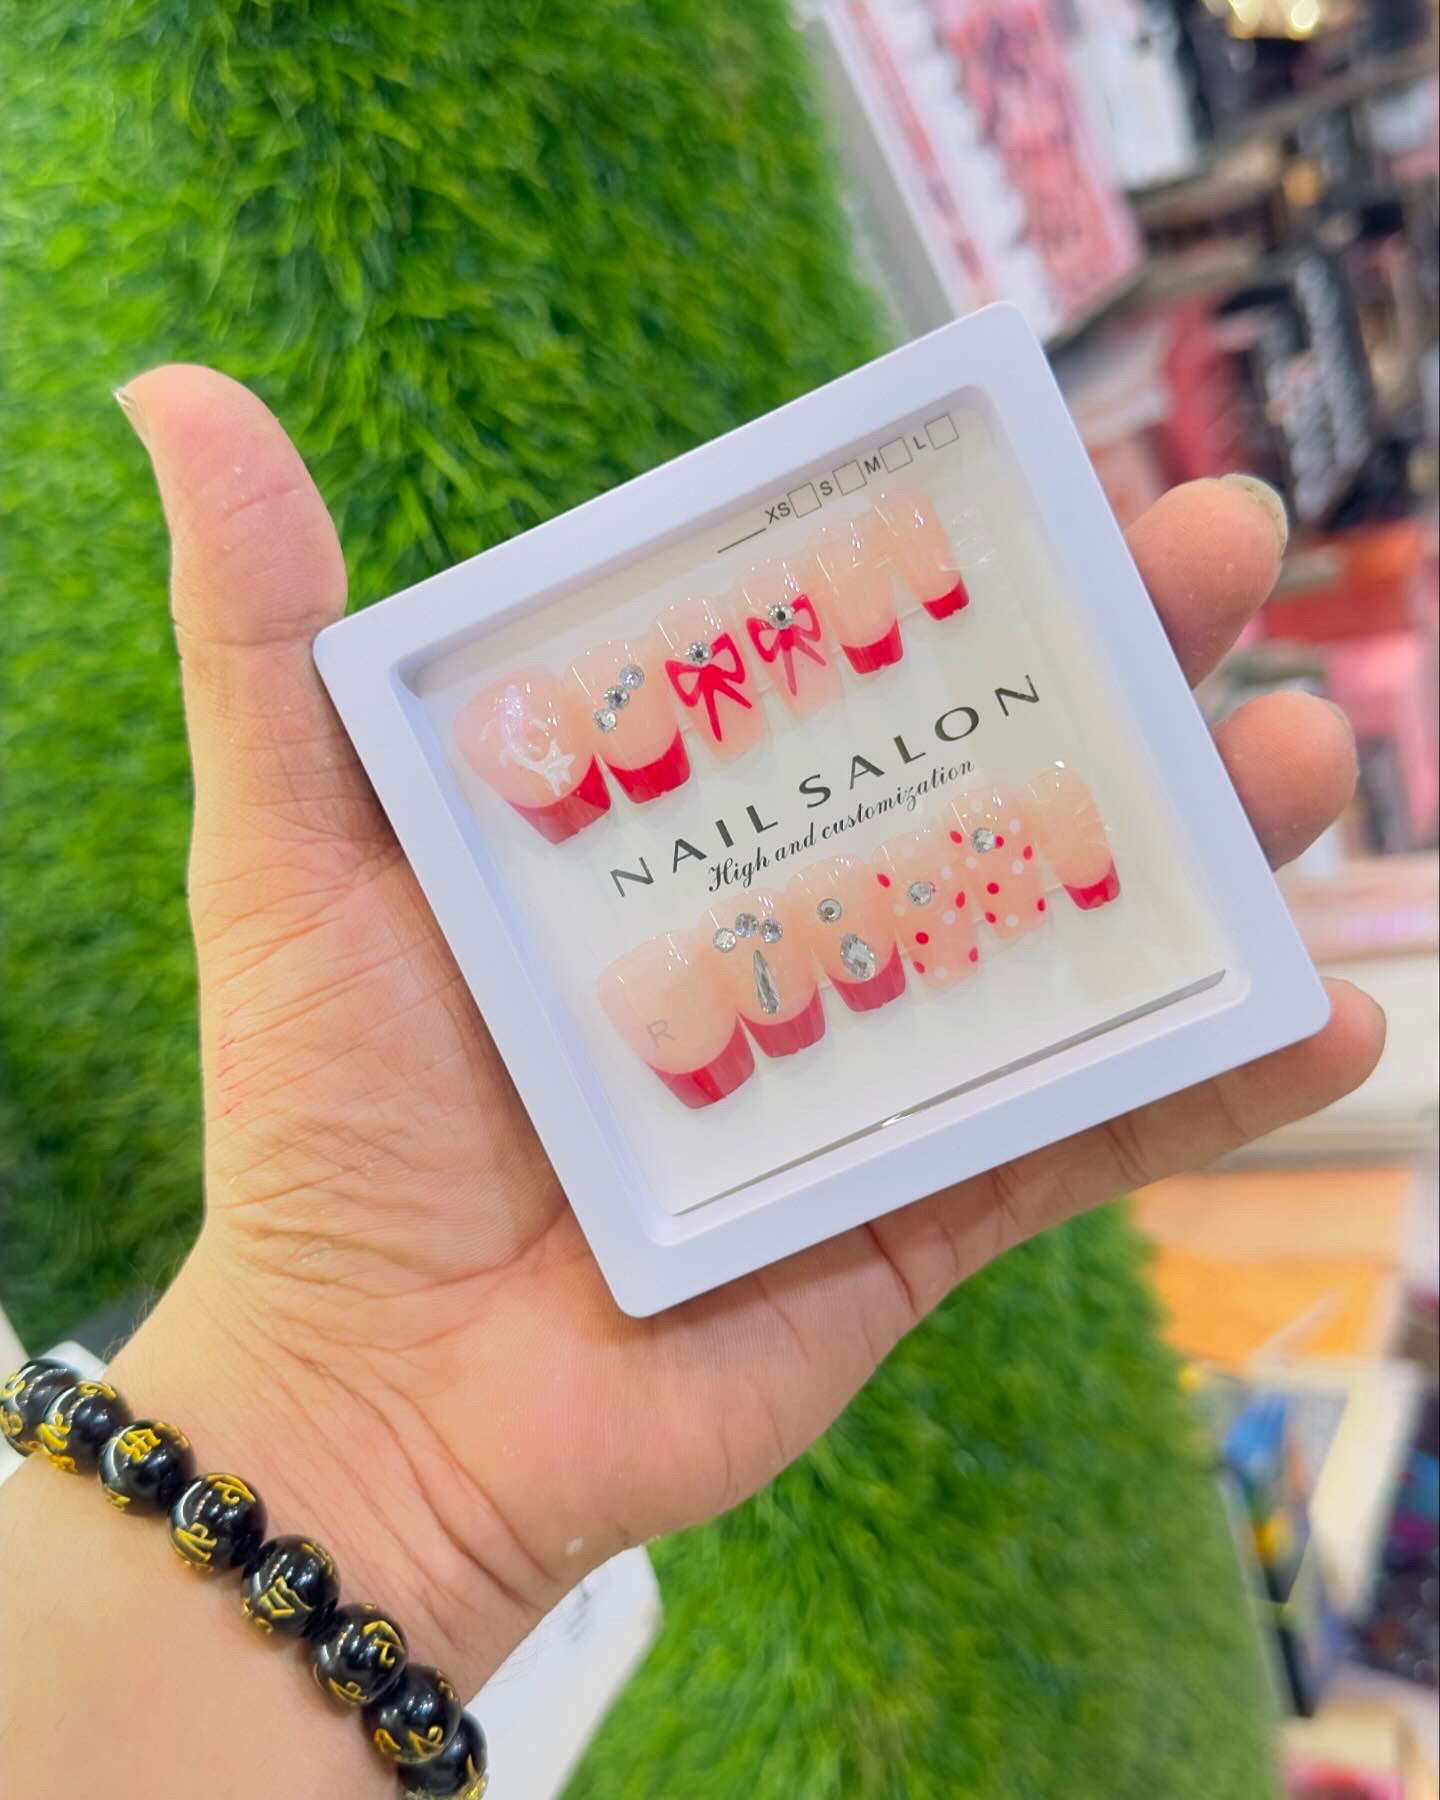 XS S M L
NAIL SALON
High and customization
R